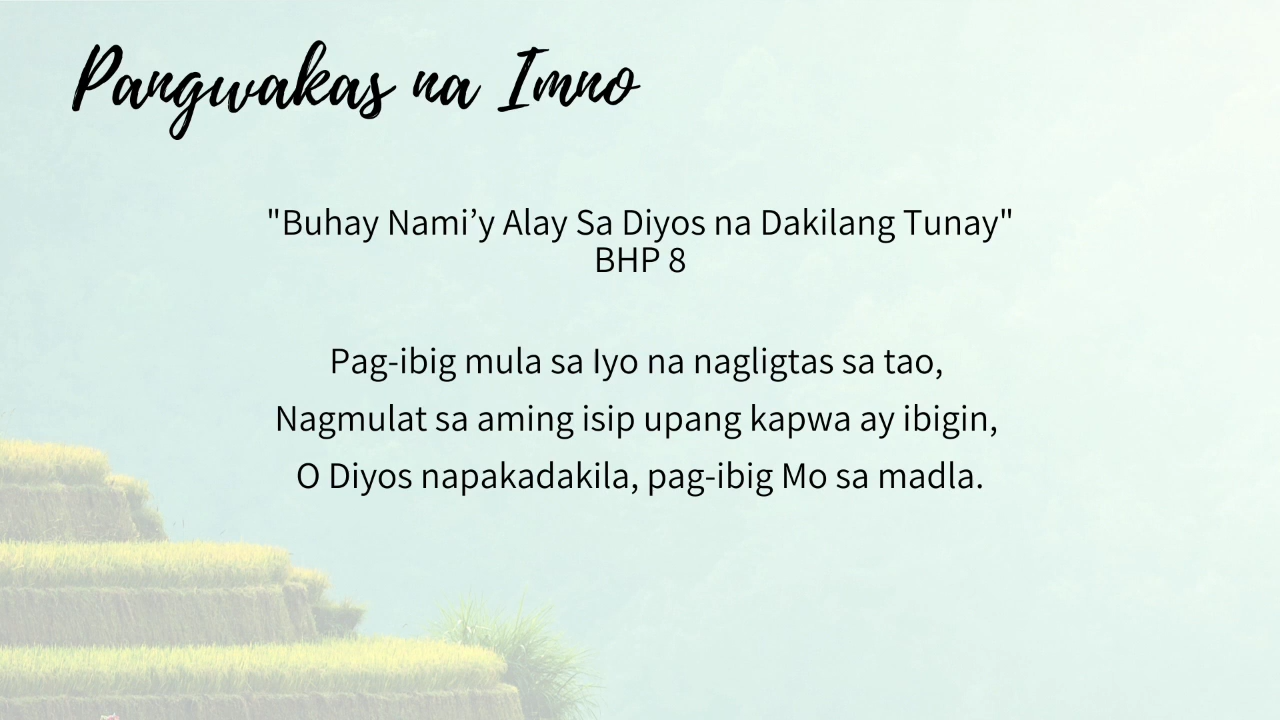 Pangwakas na Imno
"Buhay Nami’y Alay Sa Diyos na Dakilang Tunay"
BHP 8
Pag-ibig mula sa Iyo na nagligtas sa tao,
Nagmulat sa aming isip upang kapwa ay ibigin,
O Diyos napakadakila, pag-ibig Mo sa madla.